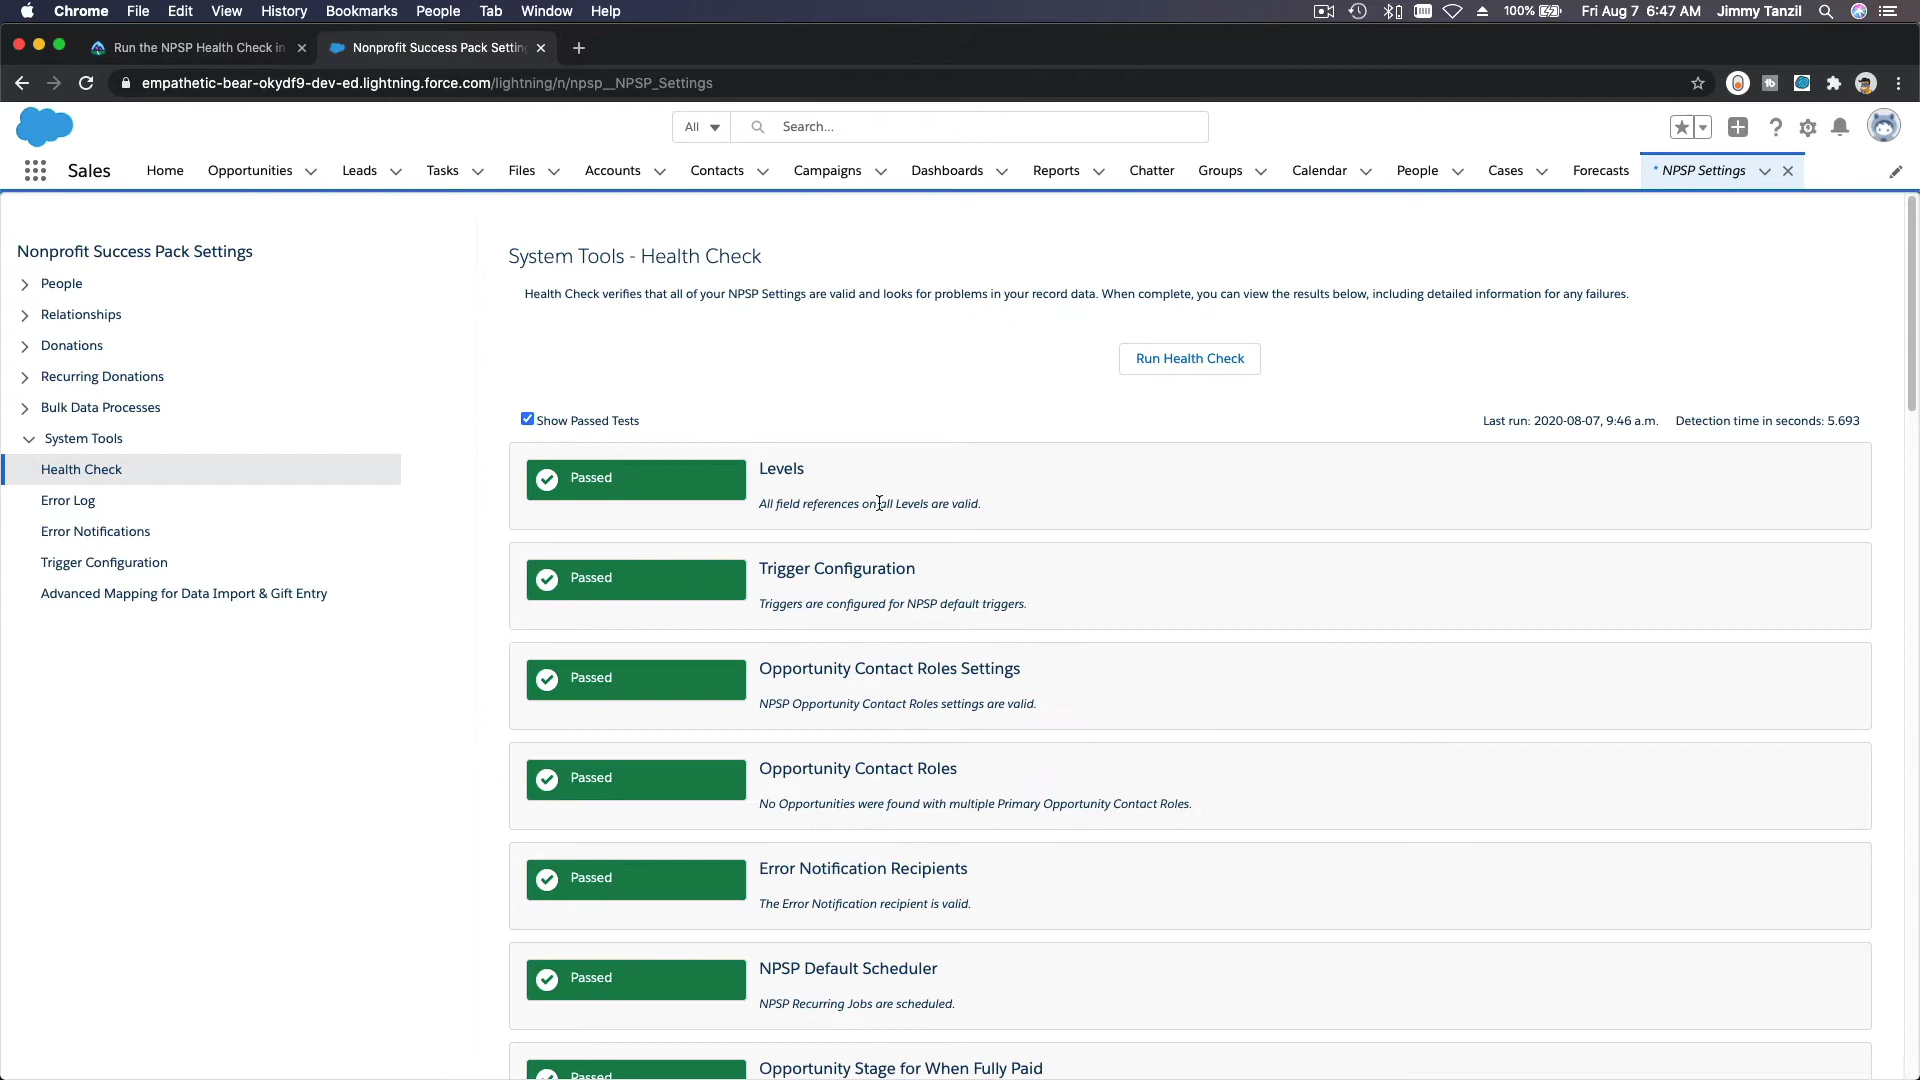 Chrome File Edit View History Bookmarks People Tab Window Help 100% Fri Aug 7 6:47 AM Jimmy Tanzil
Run the NPSP Health Check in Nonprofit Success Pack Settin
empathetic-bear-okydf9-dev-ed.lightning.force.com/lightning/n/npsp__NPSP_Settings
All Search...
Sales Home Opportunities Leads Tasks Files Accounts Contacts Campaigns Dashboards Reports Chatter Groups Calendar People Cases Forecasts * NPSP Settings
Nonprofit Success Pack Settings
People
Relationships
Donations
Recurring Donations
Bulk Data Processes
System Tools
Health Check
Error Log
Error Notifications
Trigger Configuration
Advanced Mapping for Data Import & Gift Entry
System Tools - Health Check
Health Check verifies that all of your NPSP Settings are valid and looks for problems in your record data. When complete, you can view the results below, including detailed information for any failures.
Run Health Check
Show Passed Tests Last run: 2020-08-07, 9:46 a.m. Detection time in seconds: 5.693
Passed Levels
All field references on all Levels are valid.
Passed Trigger Configuration
Triggers are configured for NPSP default triggers.
Passed Opportunity Contact Roles Settings
NPSP Opportunity Contact Roles settings are valid.
Passed Opportunity Contact Roles
No Opportunities were found with multiple Primary Opportunity Contact Roles.
Passed Error Notification Recipients
The Error Notification recipient is valid.
Passed NPSP Default Scheduler
NPSP Recurring Jobs are scheduled.
Passed Opportunity Stage for When Fully Paid